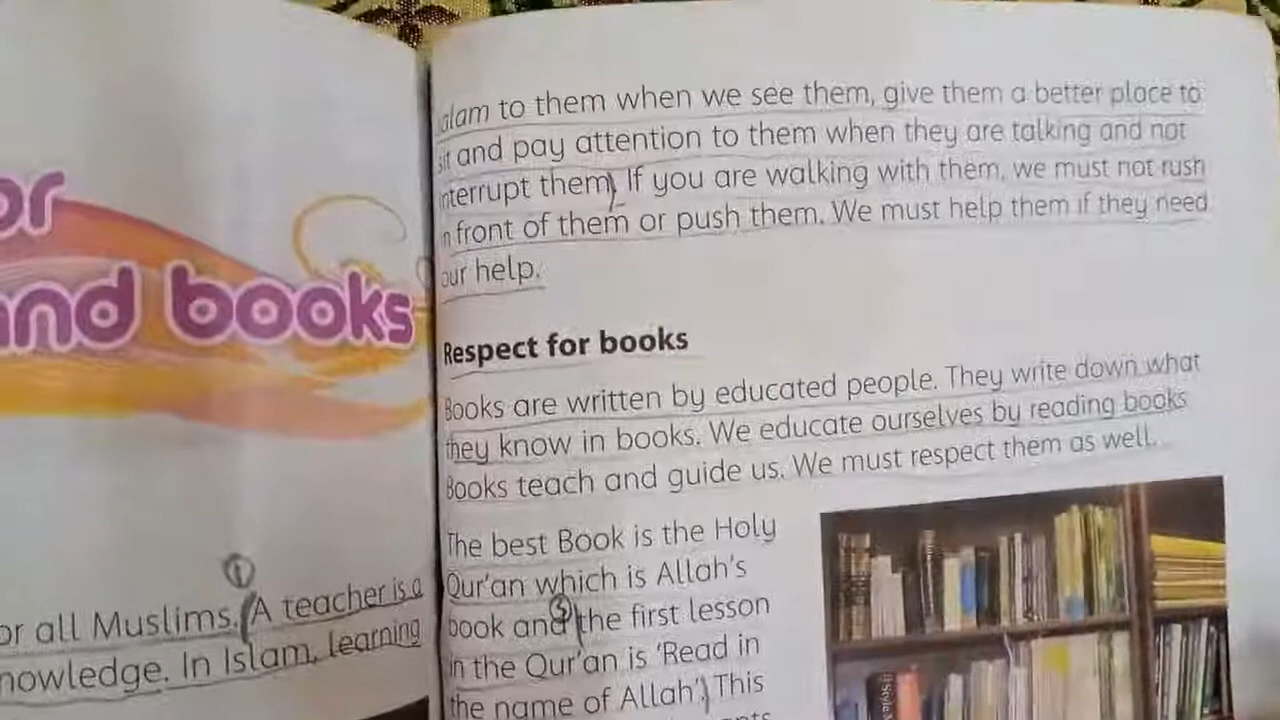 or
and books
or all Muslims. A teacher is a
nowledge. In Islam, learning
alam to them when we see them, give them a better place to
sit and pay attention to them when they are talking and not
nterrupt them. If you are walking with them, we must not rush
n front of them or push them. We must help them if they need
our help.
Respect for books
Books are written by educated people. They write down what
they know in books. We educate ourselves by reading books
Books teach and guide us. We must respect them as well.
The best Book is the Holy
Qur'an which is Allah's
book and the first lesson
in the Qur'an is 'Read in
the name of Allah'. This